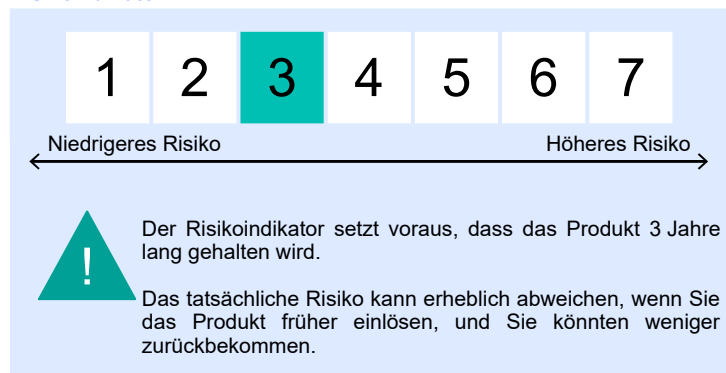 1 2 3 4 5 6 7
Niedrigeres Risiko Höheres Risiko
!
Der Risikoindikator setzt voraus, dass das Produkt 3 Jahre
lang gehalten wird.
Das tatsächliche Risiko kann erheblich abweichen, wenn Sie
das Produkt früher einlösen, und Sie könnten weniger
zurückbekommen.